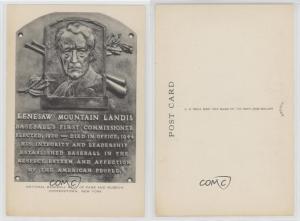 KENESAW MOUNTAIN LANDIS
BASEBALL'S FIRST COMMISSIONER
ELECTED, 1920 — DIED IN OFFICE, 1944
HIS INTEGRITY AND LEADERSHIP
ESTABLISHED BASEBALL IN THE
RESPECT, ESTEEM AND AFFECTION
OF THE AMERICAN PEOPLE.
NATIONAL BASEBALL HALL OF FAME AND MUSEUM
COOPERSTOWN, NEW YORK
COMC
POST CARD
COMC